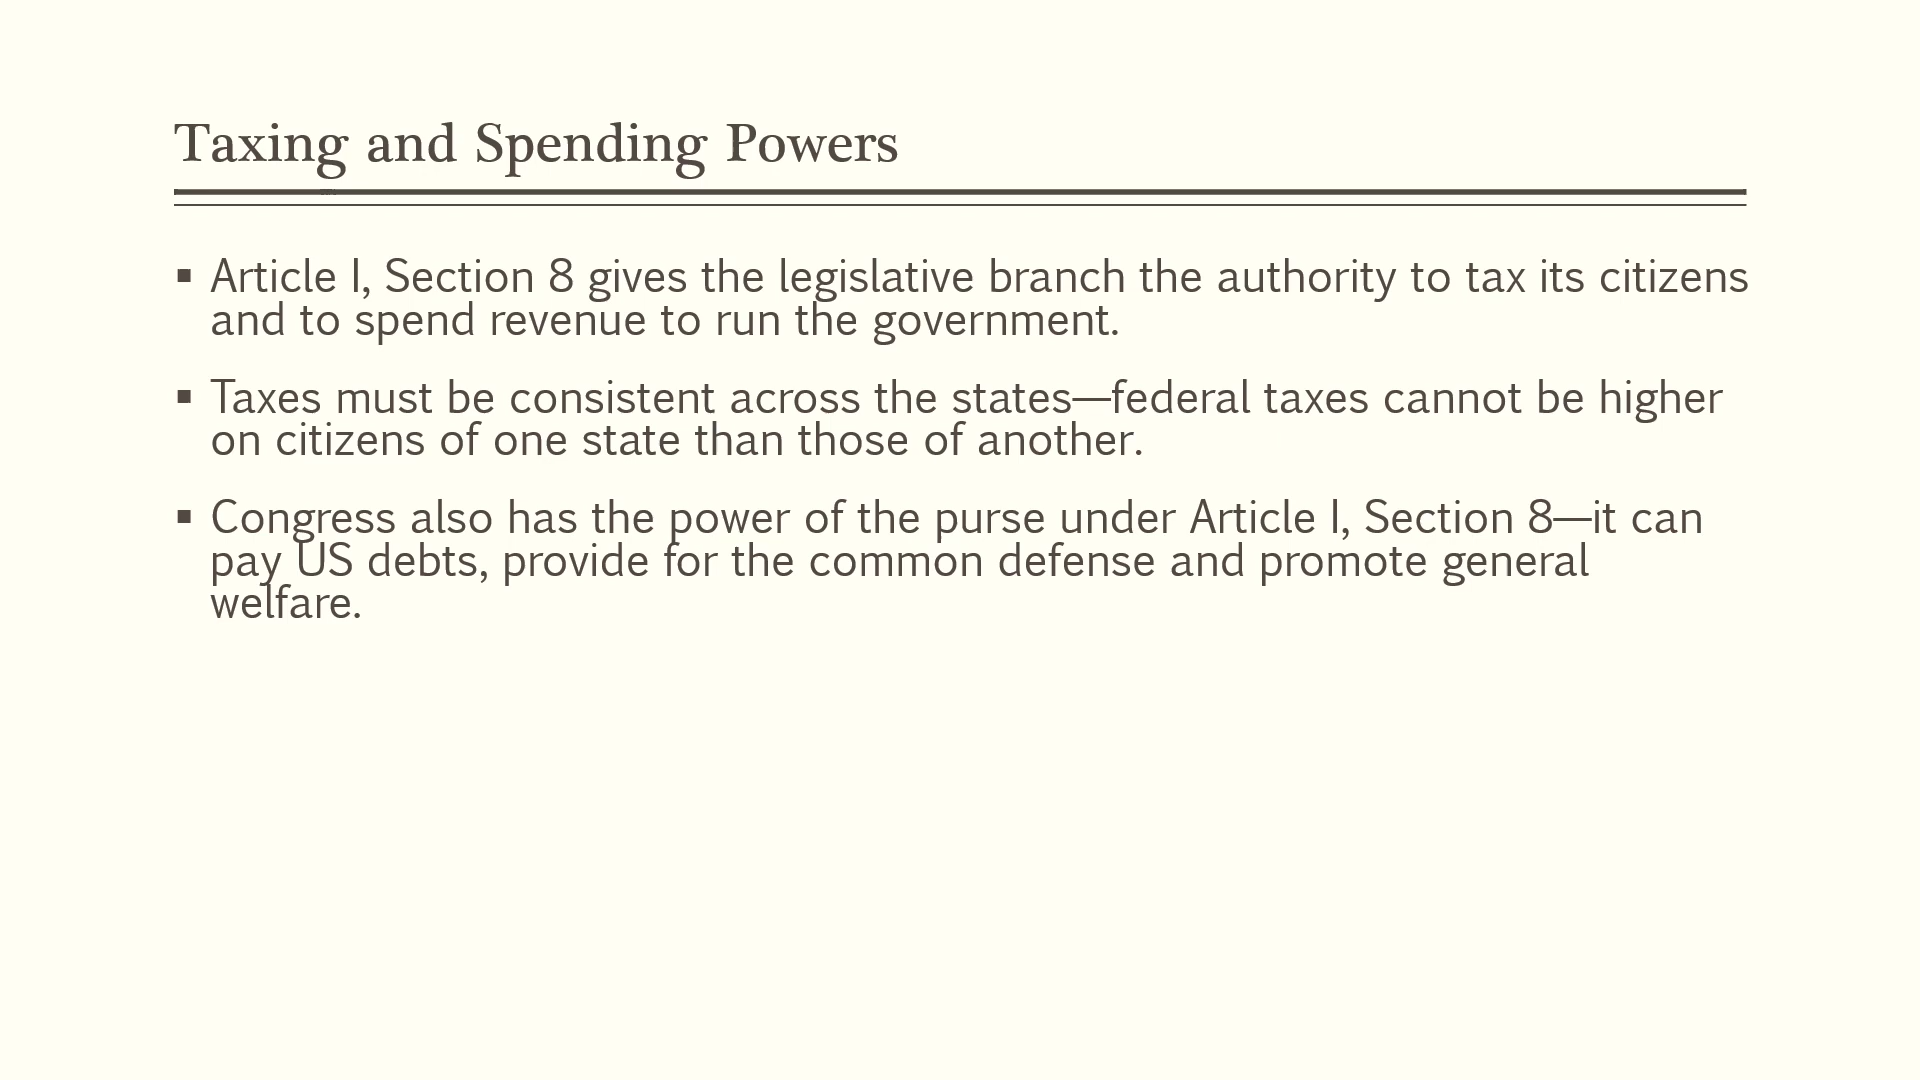 Taxing and Spending Powers
▪ Article I, Section 8 gives the legislative branch the authority to tax its citizens
and to spend revenue to run the government.
▪ Taxes must be consistent across the states—federal taxes cannot be higher
on citizens of one state than those of another.
▪ Congress also has the power of the purse under Article I, Section 8—it can
pay US debts, provide for the common defense and promote general
welfare.